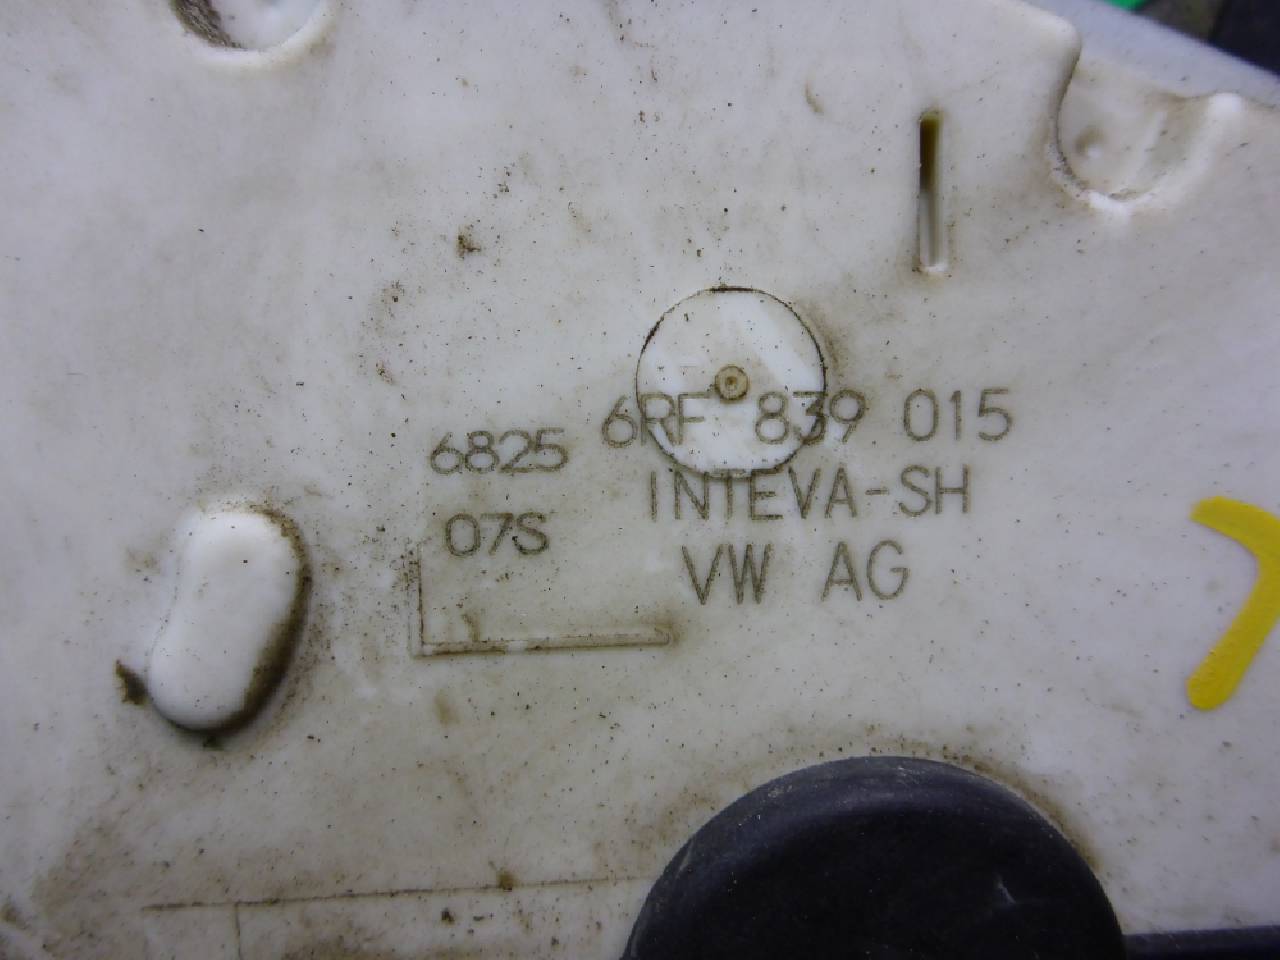 6825
07S
6RF 839 015
INTEVA-SH
VW AG